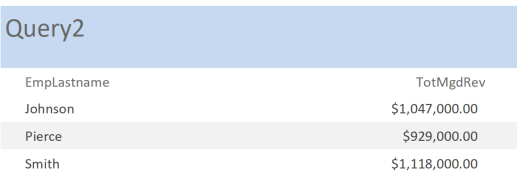 Query2
EmpLastname TotMgdRev
Johnson $1,047,000.00
Pierce $929,000.00
Smith $1,118,000.00